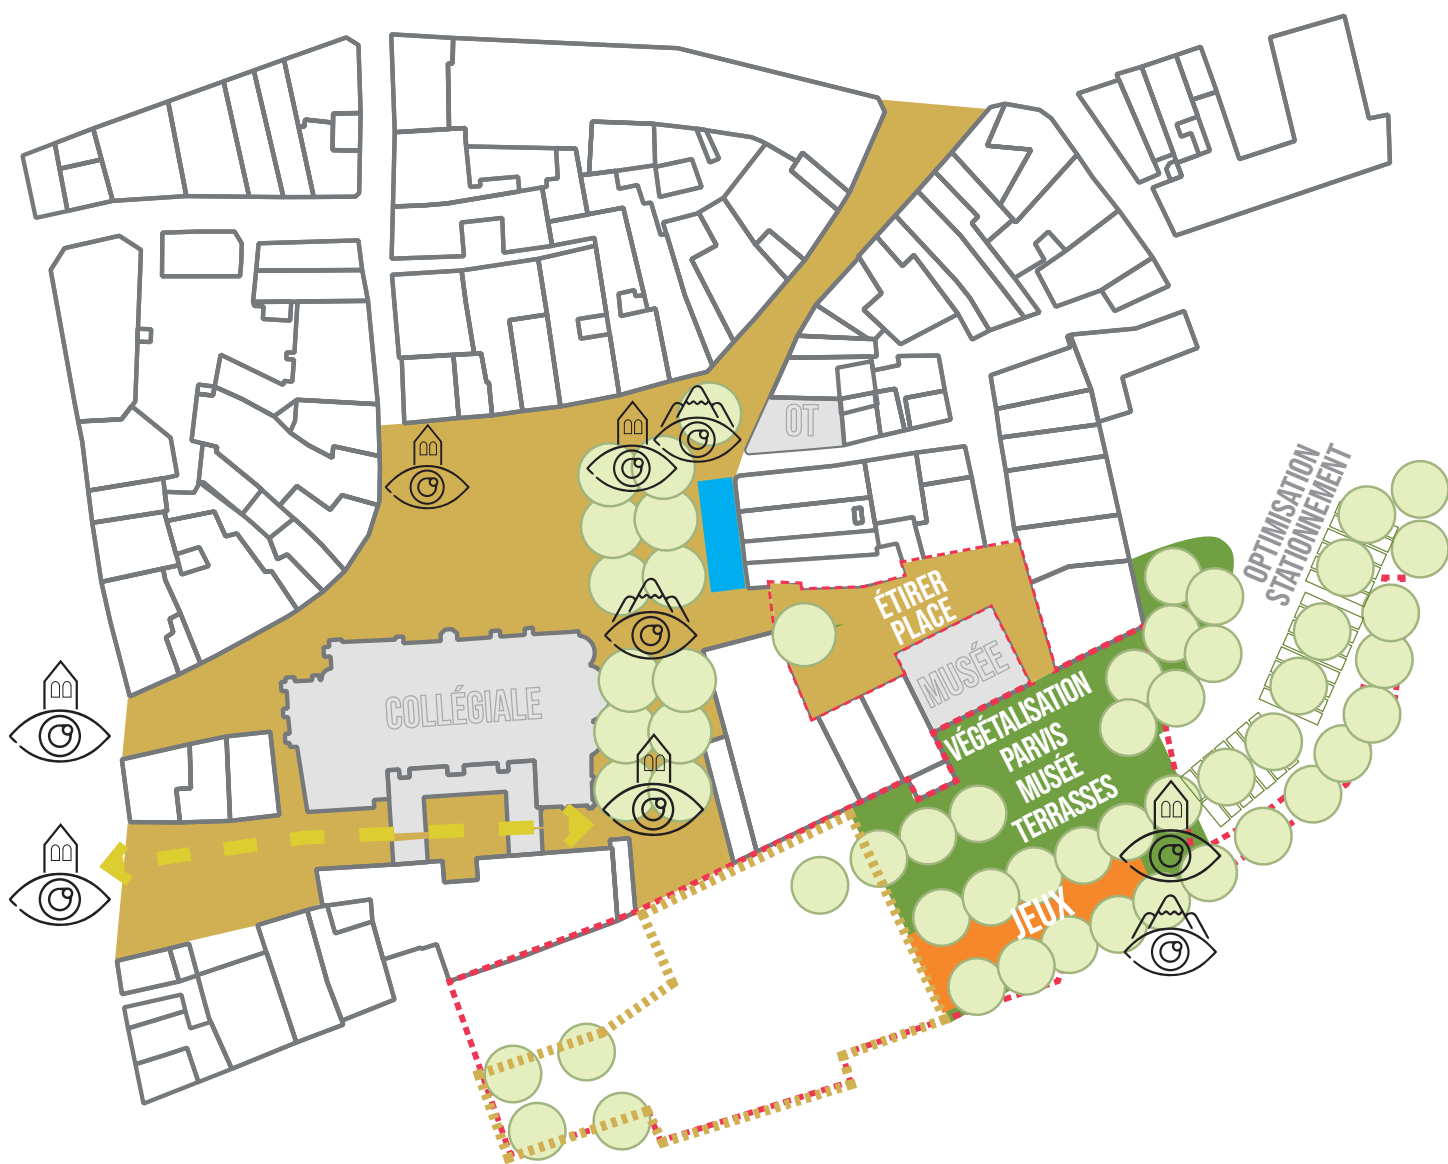 OT
OPTIMISATION
STATIONNEMENT
ÉTIRER
PLACE
MUSÉE
COLLÉGIALE
VÉGÉTALISATION
PARVIS
MUSÉE
TERRASSES
JEUX